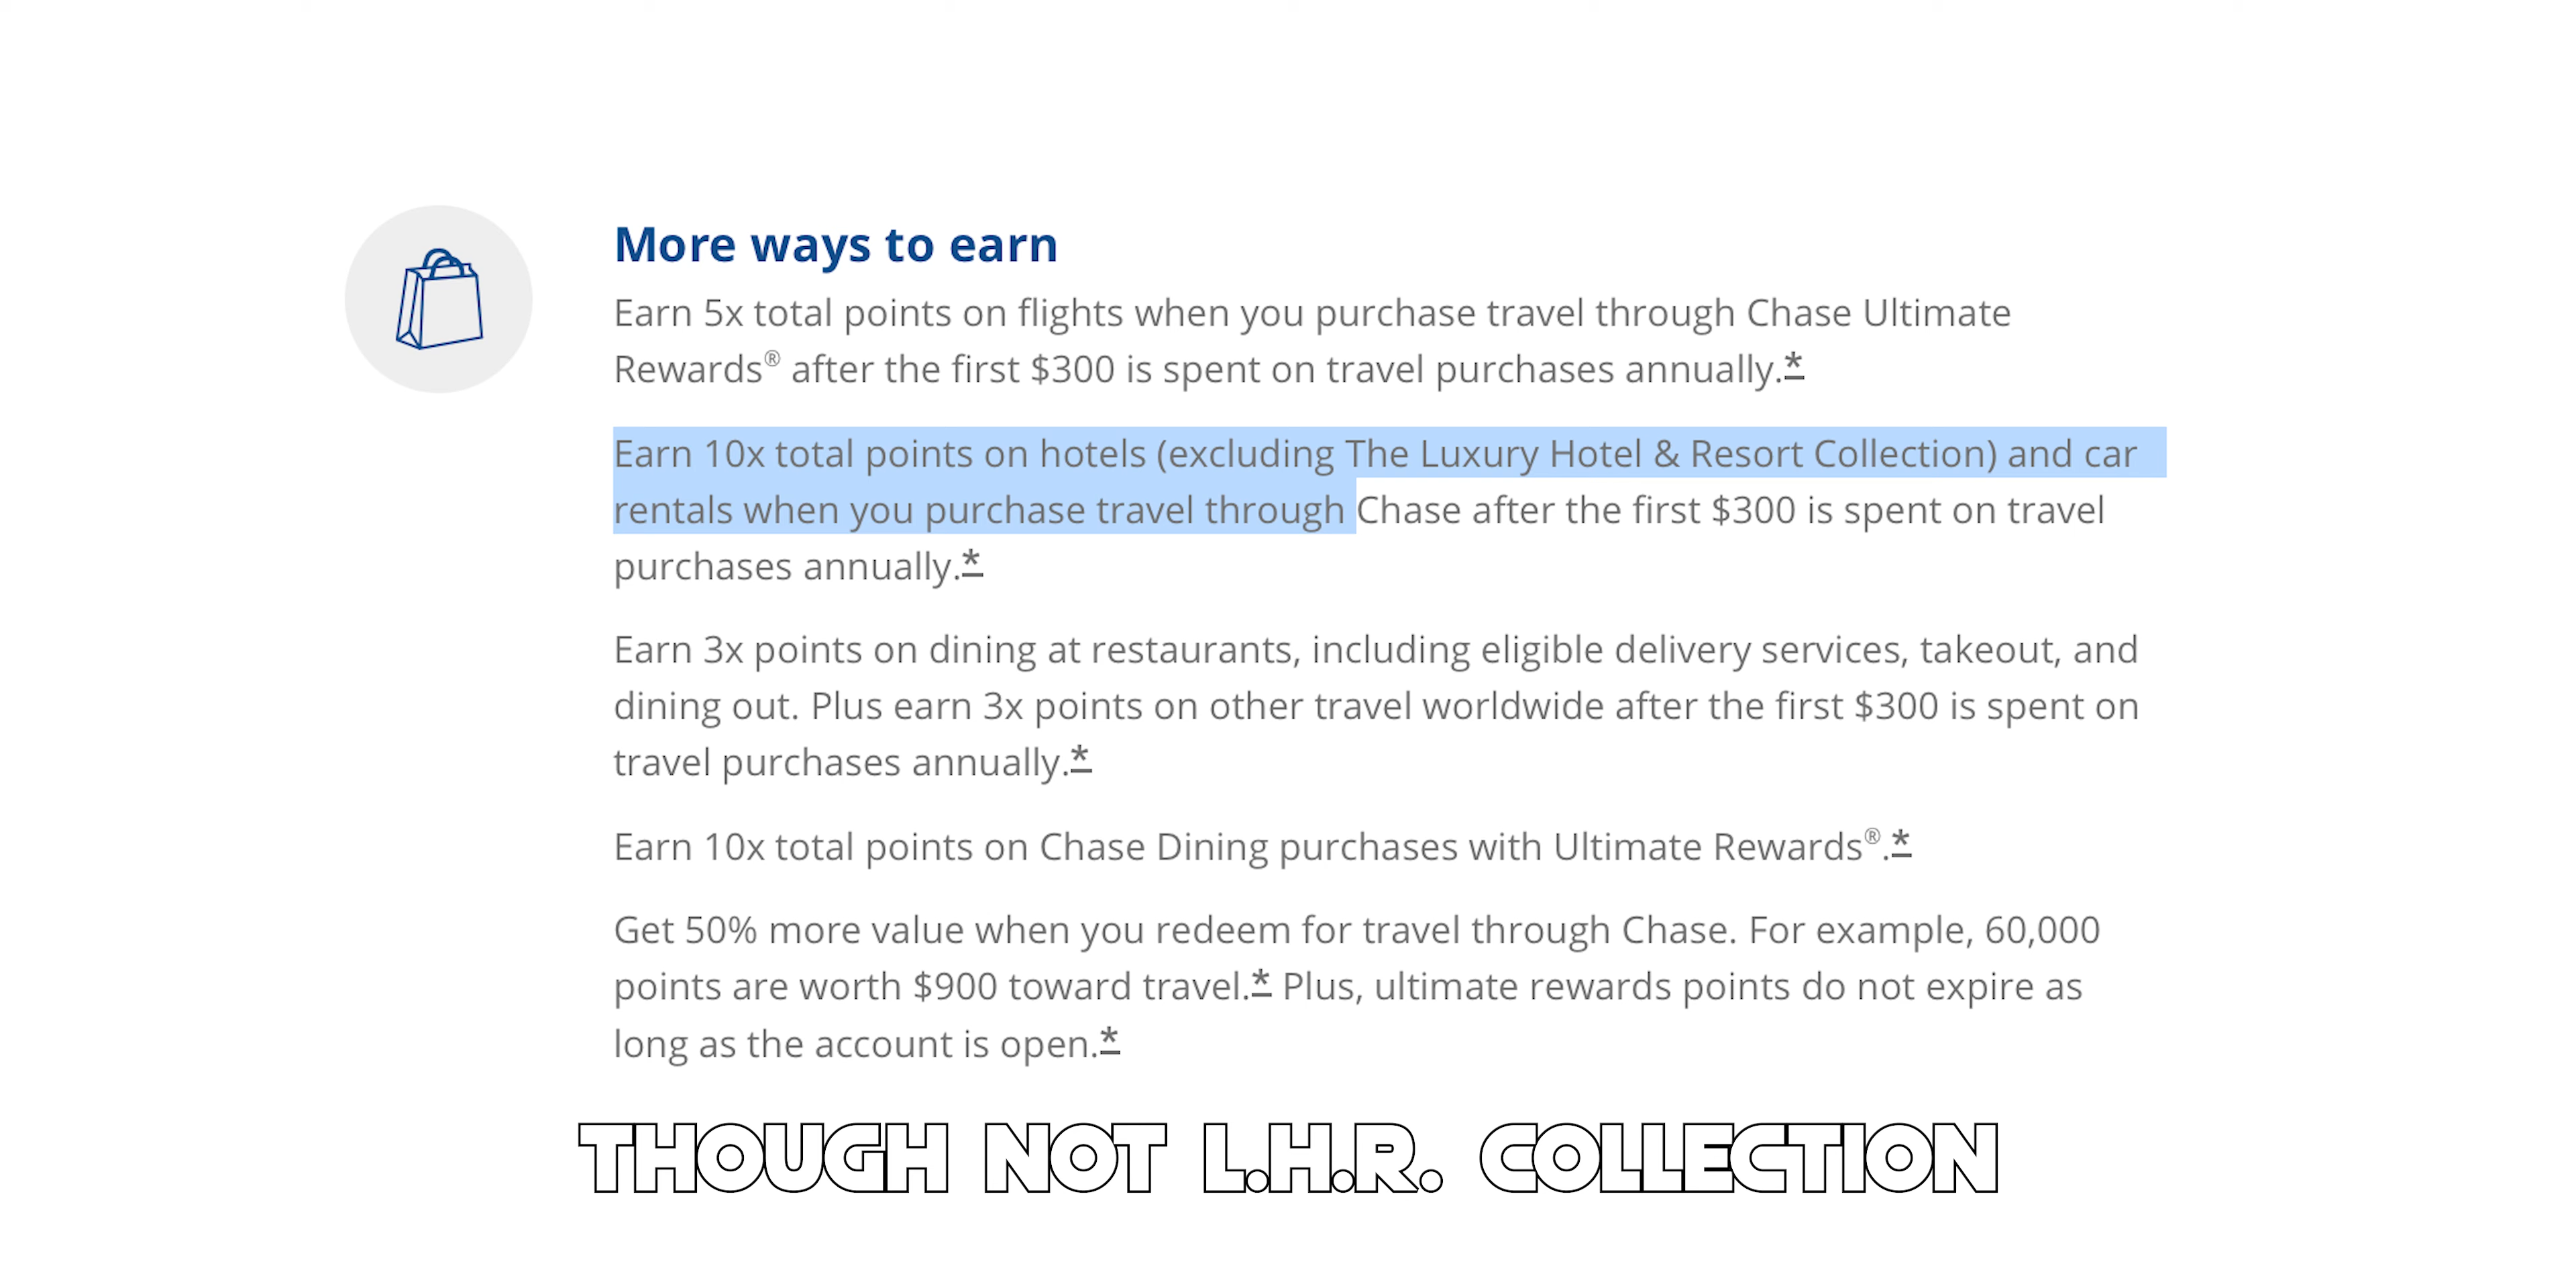 More ways to earn
Earn 5x total points on flights when you purchase travel through Chase Ultimate
Rewards® after the first $300 is spent on travel purchases annually.*
Earn 10x total points on hotels (excluding The Luxury Hotel & Resort Collection) and car
rentals when you purchase travel through Chase after the first $300 is spent on travel
purchases annually.*
Earn 3x points on dining at restaurants, including eligible delivery services, takeout, and
dining out. Plus earn 3x points on other travel worldwide after the first $300 is spent on
travel purchases annually.*
Earn 10x total points on Chase Dining purchases with Ultimate Rewards®.*
Get 50% more value when you redeem for travel through Chase. For example, 60,000
points are worth $900 toward travel.* Plus, ultimate rewards points do not expire as
long as the account is open.*
THOUGH NOT L.H.R. COLLECTION